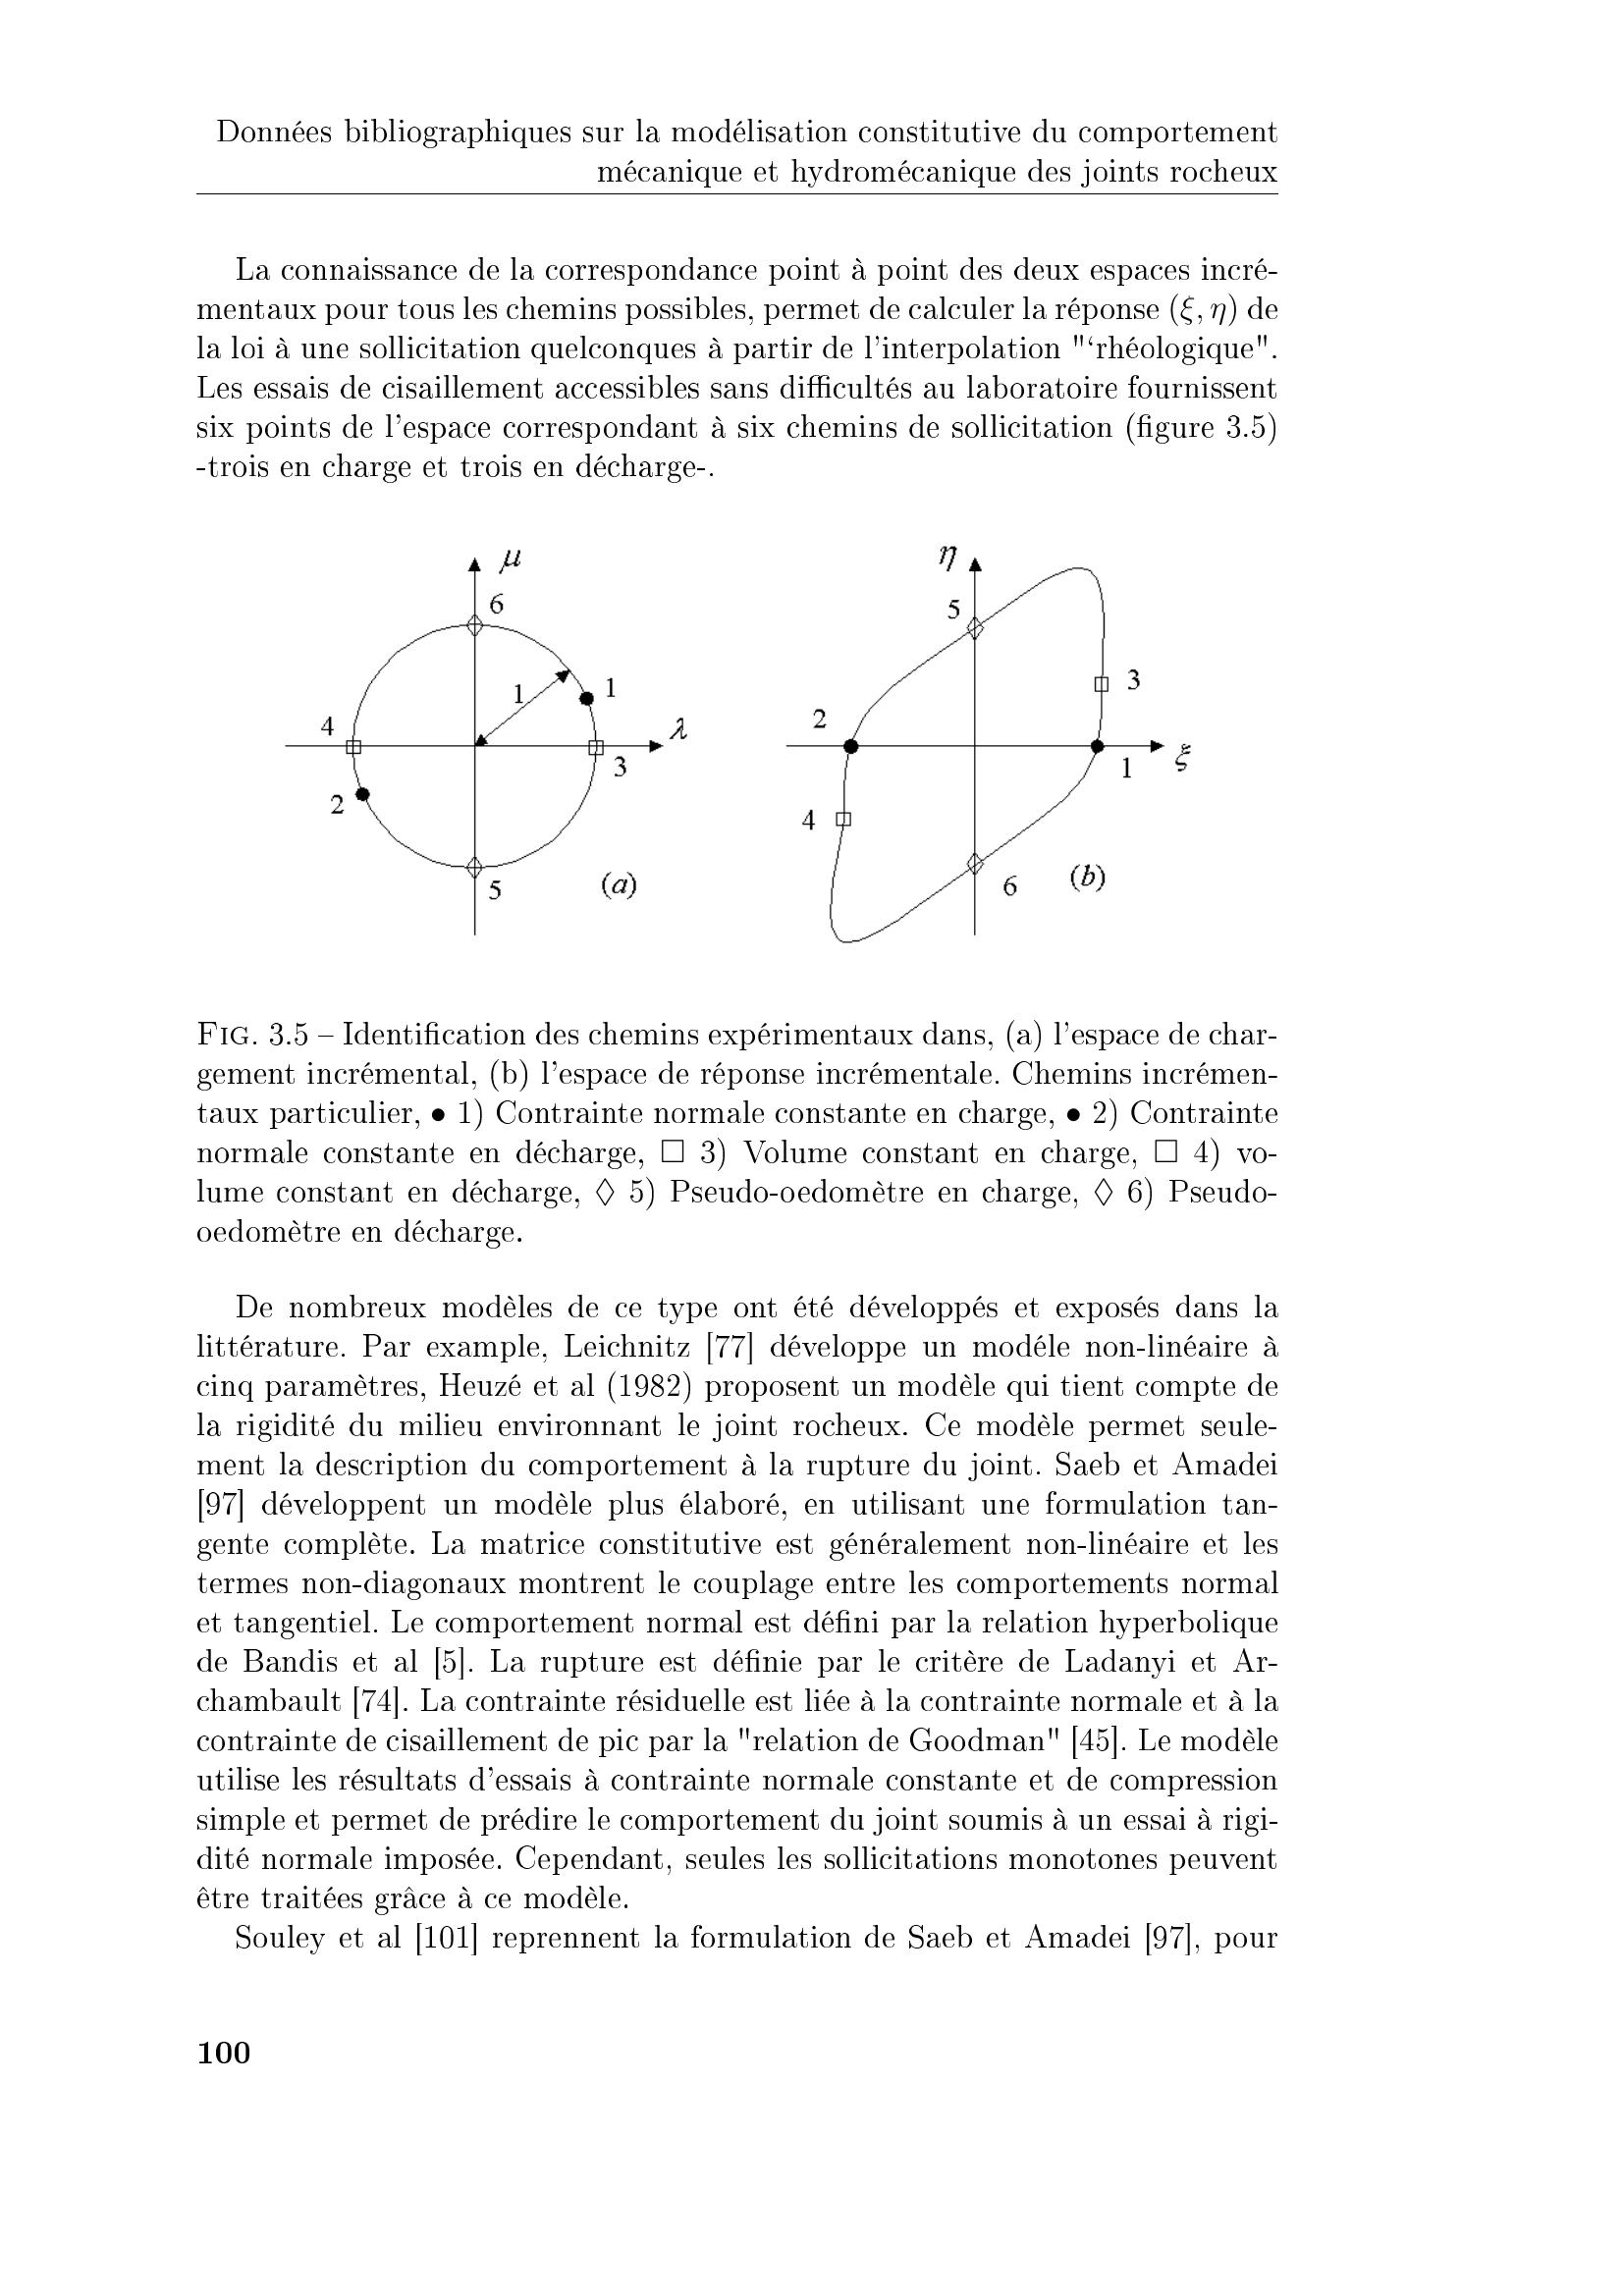 Données bibliographiques sur la modélisation constitutive du comportement
mécanique et hydromécanique des joints rocheux
La connaissance de la correspondance point à point des deux espaces incré-
mentaux pour tous les chemins possibles, permet de calculer la réponse (ξ, η) de
la loi à une sollicitation quelconques à partir de l'interpolation "‘rhéologique".
Les essais de cisaillement accessibles sans difficultés au laboratoire fournissent
six points de l'espace correspondant à six chemins de sollicitation (figure 3.5)
-trois en charge et trois en décharge-.
μ
6
1
1
4
λ
3
2
5
(a)
η
5
3
2
1
ξ
4
6
(b)
FIG. 3.5 – Identification des chemins expérimentaux dans, (a) l'espace de char-
gement incrémental, (b) l'espace de réponse incrémentale. Chemins incrémen-
taux particulier, • 1) Contrainte normale constante en charge, • 2) Contrainte
normale constante en décharge, □ 3) Volume constant en charge, □ 4) vo-
lume constant en décharge, ◊ 5) Pseudo-oedomètre en charge, ◊ 6) Pseudo-
oedomètre en décharge.
De nombreux modèles de ce type ont été développés et exposés dans la
littérature. Par example, Leichnitz [77] développe un modéle non-linéaire à
cinq paramètres, Heuzé et al (1982) proposent un modèle qui tient compte de
la rigidité du milieu environnant le joint rocheux. Ce modèle permet seule-
ment la description du comportement à la rupture du joint. Saeb et Amadei
[97] développent un modèle plus élaboré, en utilisant une formulation tan-
gente complète. La matrice constitutive est généralement non-linéaire et les
termes non-diagonaux montrent le couplage entre les comportements normal
et tangentiel. Le comportement normal est défini par la relation hyperbolique
de Bandis et al [5]. La rupture est définie par le critère de Ladanyi et Ar-
chambault [74]. La contrainte résiduelle est liée à la contrainte normale et à la
contrainte de cisaillement de pic par la "relation de Goodman" [45]. Le modèle
utilise les résultats d'essais à contrainte normale constante et de compression
simple et permet de prédire le comportement du joint soumis à un essai à rigi-
dité normale imposée. Cependant, seules les sollicitations monotones peuvent
être traitées grâce à ce modèle.
Souley et al [101] reprennent la formulation de Saeb et Amadei [97], pour
100